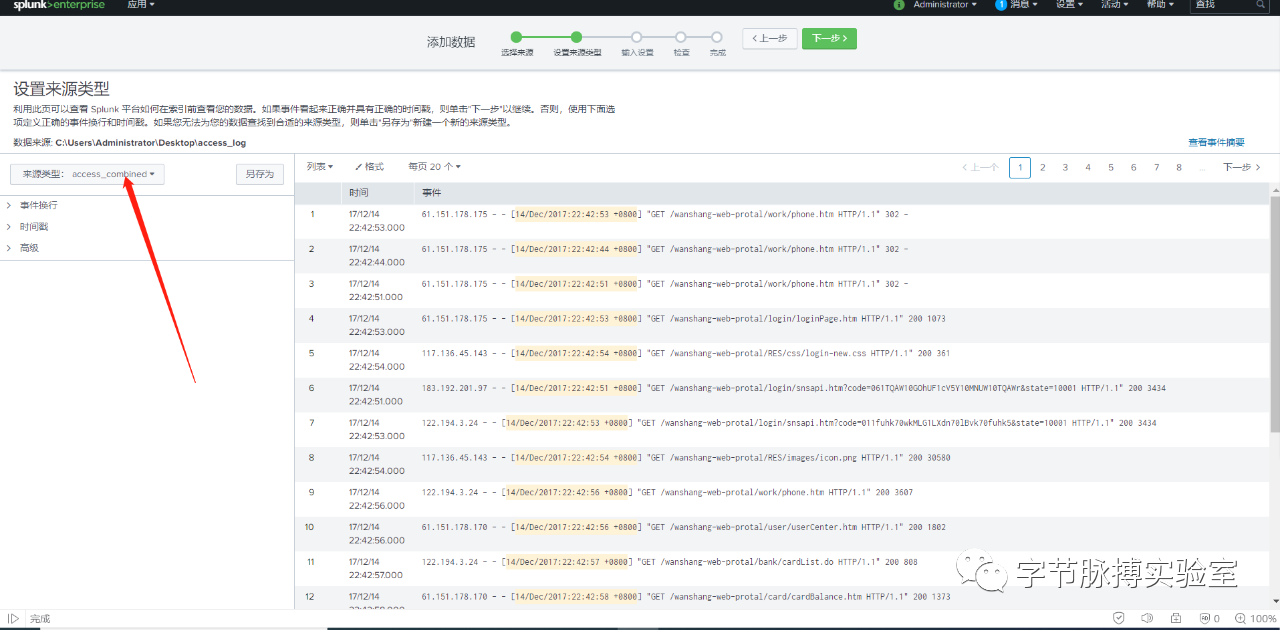 splunk>enterprise 应用 Administrator 1 消息 设置 活动 帮助 查找
添加数据 选择来源 设置来源类型 输入设置 检查 完成 <上一步 下一步>
设置来源类型
利用此页可以查看 Splunk 平台如何在索引前查看您的数据。如果事件看起来正确并具有正确的时间戳，则单击"下一步"以继续。否则，使用下面选
项定义正确的事件换行和时间戳。如果您无法为您的数据查找到合适的来源类型，则单击"另存为"新建一个新的来源类型。
数据来源: C:\Users\Administrator\Desktop\access_log 查看事件摘要
来源类型: access_combined 另存为 列表 格式 每页 20 个 <上一个 1 2 3 4 5 6 7 8 ... 下一步 >
时间 事件
> 事件换行
> 时间戳
> 高级
1 17/12/14 61.151.178.175 - - [14/Dec/2017:22:42:53 +0800] "GET /wanshang-web-protal/work/phone.htm HTTP/1.1" 302 -
22:42:53.000
2 17/12/14 61.151.178.175 - - [14/Dec/2017:22:42:44 +0800] "GET /wanshang-web-protal/work/phone.htm HTTP/1.1" 302 -
22:42:44.000
3 17/12/14 61.151.178.175 - - [14/Dec/2017:22:42:51 +0800] "GET /wanshang-web-protal/work/phone.htm HTTP/1.1" 302 -
22:42:51.000
4 17/12/14 61.151.178.175 - - [14/Dec/2017:22:42:53 +0800] "GET /wanshang-web-protal/login/loginPage.htm HTTP/1.1" 200 1073
22:42:53.000
5 17/12/14 117.136.45.143 - - [14/Dec/2017:22:42:54 +0800] "GET /wanshang-web-protal/RES/css/login-new.css HTTP/1.1" 200 361
22:42:54.000
6 17/12/14 183.192.201.97 - - [14/Dec/2017:22:42:51 +0800] "GET /wanshang-web-protal/login/snsapi.htm?code=061TQAW10GOhUF1cV5Y10MNUW10TQAWr&state=10001 HTTP/1.1" 200 3434
22:42:51.000
7 17/12/14 122.194.3.24 - - [14/Dec/2017:22:42:53 +0800] "GET /wanshang-web-protal/login/snsapi.htm?code=011fuhk70wkMLG1LXdn70lBvk70fuhk5&state=10001 HTTP/1.1" 200 3434
22:42:53.000
8 17/12/14 117.136.45.143 - - [14/Dec/2017:22:42:54 +0800] "GET /wanshang-web-protal/RES/images/icon.png HTTP/1.1" 200 30580
22:42:54.000
9 17/12/14 122.194.3.24 - - [14/Dec/2017:22:42:56 +0800] "GET /wanshang-web-protal/work/phone.htm HTTP/1.1" 200 3607
22:42:56.000
10 17/12/14 61.151.178.170 - - [14/Dec/2017:22:42:56 +0800] "GET /wanshang-web-protal/user/userCenter.htm HTTP/1.1" 200 1802
22:42:56.000
11 17/12/14 122.194.3.24 - - [14/Dec/2017:22:42:57 +0800] "GET /wanshang-web-protal/bank/cardList.do HTTP/1.1" 200 808
22:42:57.000
12 17/12/14 61.151.178.170 - - [14/Dec/2017:22:42:58 +0800] "GET /wanshang-web-protal/card/cardBalance.htm HTTP/1.1" 200 1373
字节脉搏实验室
完成 0 100%